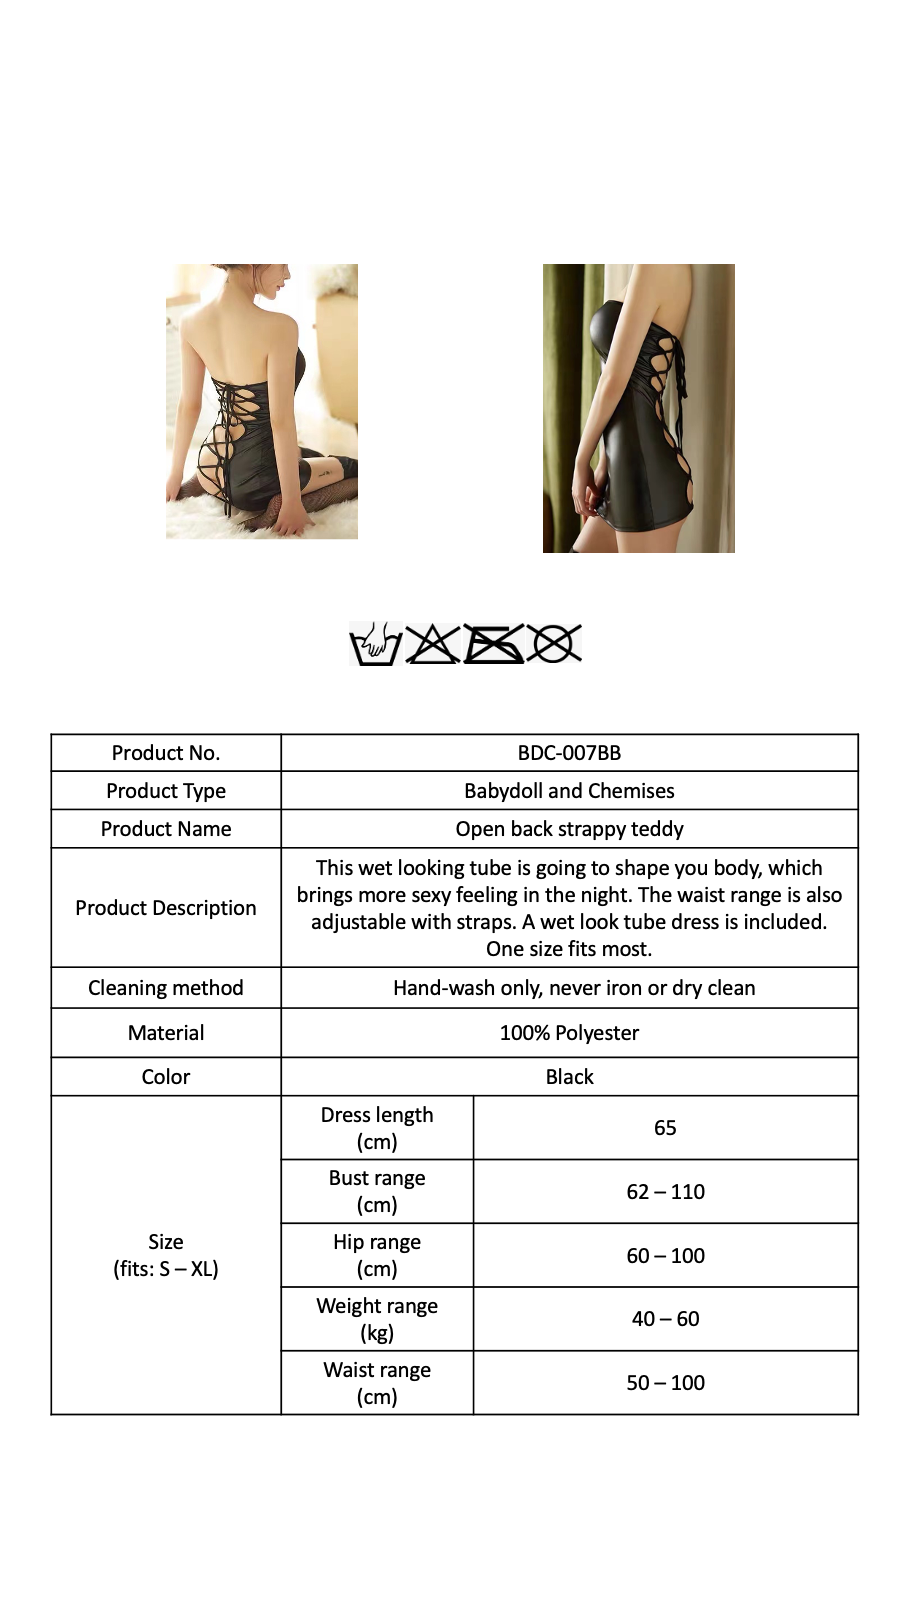 Product No.
BDC-007BB
Product Type
Babydoll and Chemises
Product Name
Open back strappy teddy
Product Description
This wet looking tube is going to shape you body, which
brings more sexy feeling in the night. The waist range is also
adjustable with straps. A wet look tube dress is included.
One size fits most.
Cleaning method
Hand-wash only, never iron or dry clean
Material
100% Polyester
Color
Black
Size
(fits: S – XL)
Dress length
(cm)
65
Bust range
(cm)
62 – 110
Hip range
(cm)
60 – 100
Weight range
(kg)
40 – 60
Waist range
(cm)
50 – 100